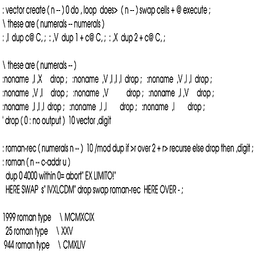 : vector create ( n -- ) 0 do , loop does> ( n -- ) swap cells + @ execute ;
\ these are ( numerals -- numerals )
: ,I dup c@ C, ; : ,V dup 1 + c@ C, ; : ,X dup 2 + c@ C, ;
\ these are ( numerals -- )
:noname ,I ,X drop ; :noname ,V ,I ,I ,I drop ; :noname ,V ,I ,I drop ;
:noname ,V ,I drop ; :noname ,V drop ; :noname ,I ,V drop ;
:noname ,I ,I ,I drop ; :noname ,I ,I drop ; :noname ,I drop ;
' drop ( 0 : no output ) 10 vector ,digit
: roman-rec ( numerals n -- ) 10 /mod dup if >r over 2 + r> recurse else drop then ,digit ;
: roman ( n -- c-addr u )
dup 0 4000 within 0= abort" EX LIMITO!"
HERE SWAP s" IVXLCDM" drop swap roman-rec HERE OVER - ;
1999 roman type \ MCMXCIX
25 roman type \ XXV
944 roman type \ CMXLIV